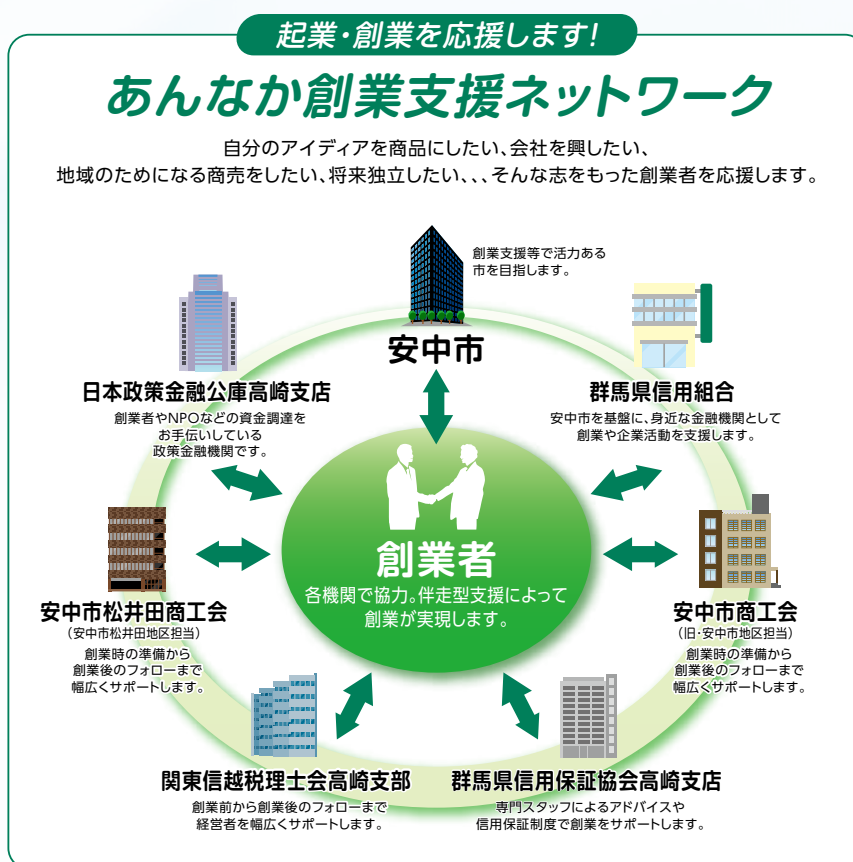 起業・創業を応援します!
あんなか創業支援ネットワーク
自分のアイディアを商品にしたい、会社を興したい、
地域のためになる商売をしたい、将来独立したい、、、そんな志をもった創業者を応援します。
創業支援等で活力ある
市を目指します。
安中市
日本政策金融公庫高崎支店
創業者やNPOなどの資金調達を
お手伝いしている
政策金融機関です。
群馬県信用組合
安中市を基盤に、身近な金融機関として
創業や企業活動を支援します。
創業者
各機関で協力。伴走型支援によって
創業が実現します。
安中市松井田商工会
(安中市松井田地区担当)
創業時の準備から
創業後のフォローまで
幅広くサポートします。
安中市商工会
(旧・安中市地区担当)
創業時の準備から
創業後のフォローまで
幅広くサポートします。
関東信越税理士会高崎支部
創業前から創業後のフォローまで
経営者を幅広くサポートします。
群馬県信用保証協会高崎支店
専門スタッフによるアドバイスや
信用保証制度で創業をサポートします。